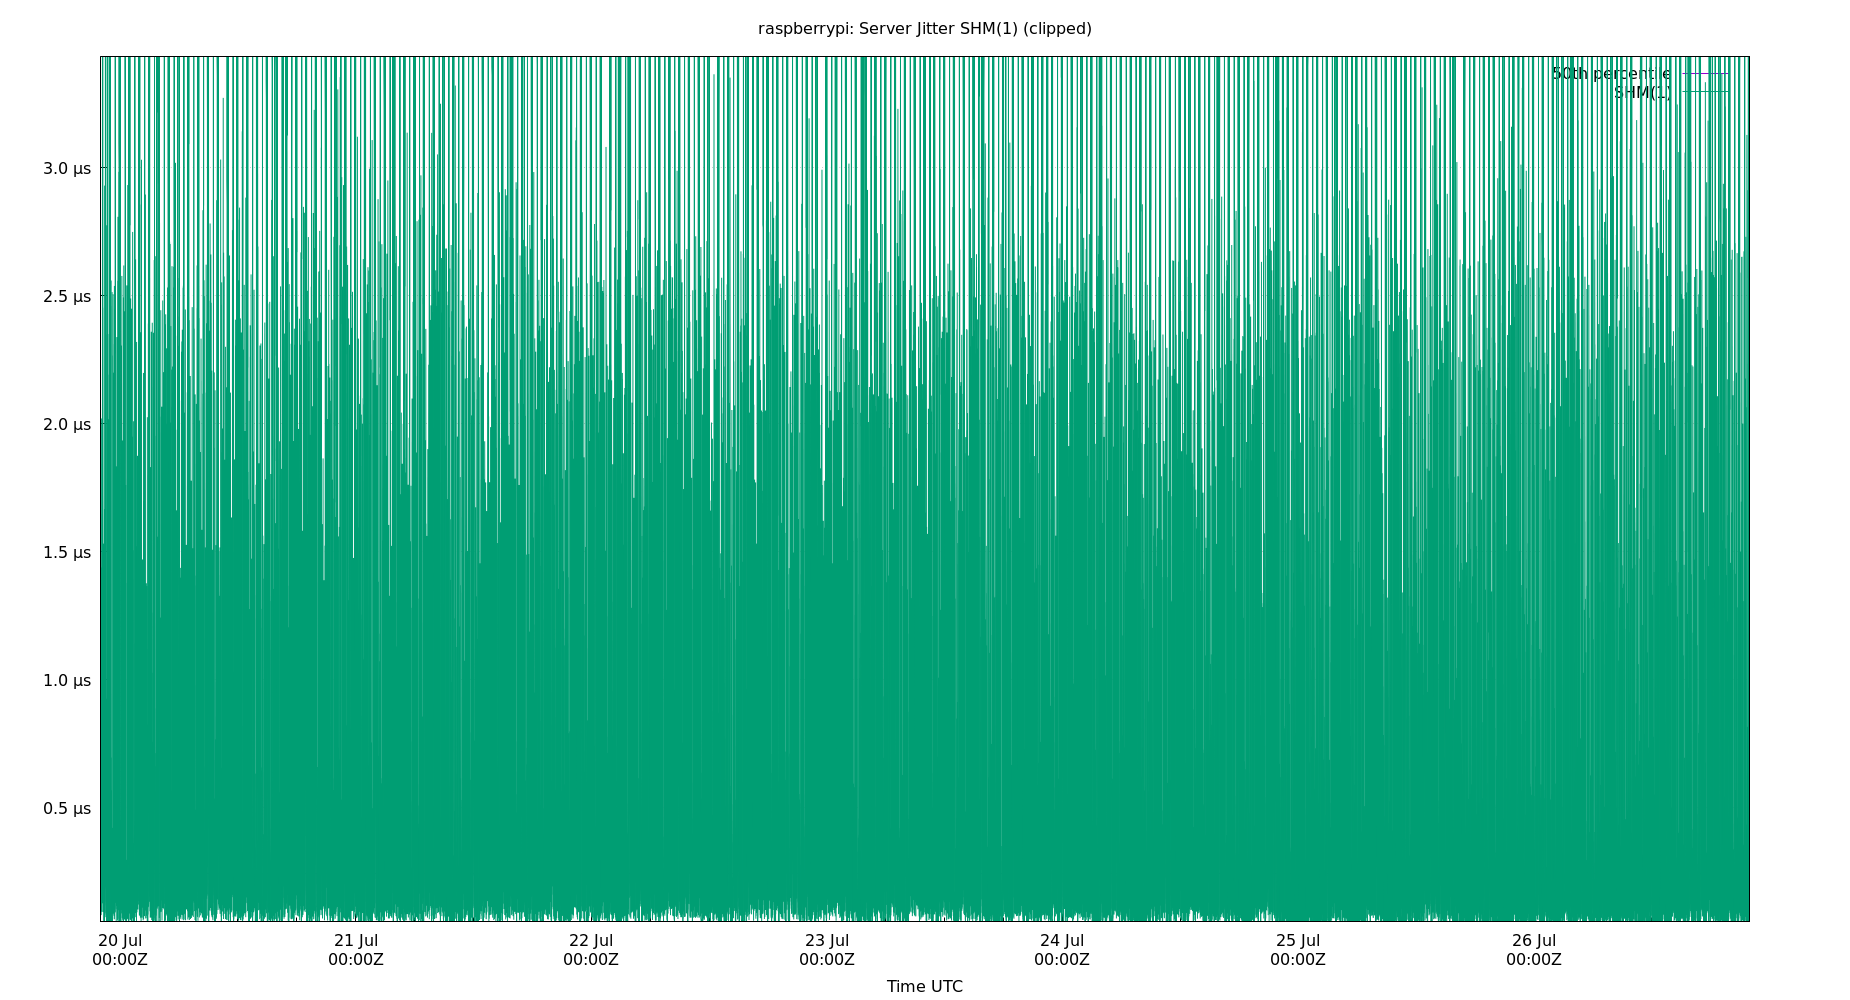 raspberrypi: Server Jitter SHM(1) (clipped)
50th percentile
SHM(1)
3.0 µs
2.5 µs
2.0 µs
1.5 µs
1.0 µs
0.5 µs
20 Jul 21 Jul 22 Jul 23 Jul 24 Jul 25 Jul 26 Jul
00:00Z 00:00Z 00:00Z 00:00Z 00:00Z 00:00Z 00:00Z
Time UTC